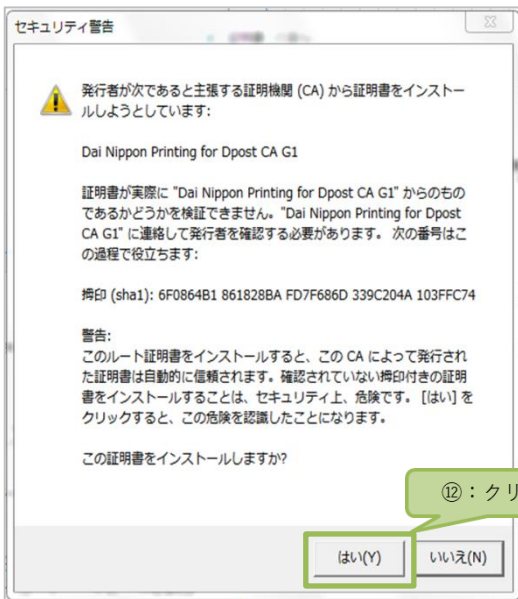 セキュリティ警告
発行者が次であると主張する証明機関 (CA) から証明書をインストー
ルしようとしています:
Dai Nippon Printing for Dpost CA G1
証明書が実際に "Dai Nippon Printing for Dpost CA G1" からのもの
であるかどうかを検証できません。"Dai Nippon Printing for Dpost
CA G1" に連絡して発行者を確認する必要があります。 次の番号はこ
の過程で役立ちます:
拇印 (sha1): 6F0864B1 861828BA FD7F686D 339C204A 103FFC74
警告:
このルート証明書をインストールすると、この CA によって発行され
た証明書は自動的に信頼されます。確認されていない拇印付きの証明
書をインストールすることは、セキュリティ上、危険です。 [はい] を
クリックすると、この危険を認識したことになります。
この証明書をインストールしますか?
⑫：クリ
はい(Y)
いいえ(N)